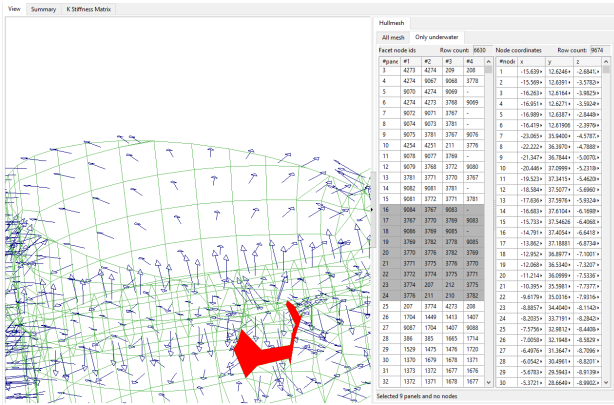 View Summary K Stiffness Matrix
Hullmesh
All mesh Only underwater
Facet node ids Row count: 6630 Node coordinates Row count: 9674
#pane #1 #2 #3 #4 #node x y z
3 4273 4274 209 208 1 -15.639 12.6246 -2.6841
4 4274 9067 9068 3778 2 -15.569 12.6391 -3.5782
5 9070 4274 9069 - 3 -16.263 12.6164 -3.9825
6 4274 4273 3768 9069 4 -16.951 12.6271 -3.5924
7 9072 9071 3767 - 5 -16.989 12.6387 -2.8448
8 9074 9073 3781 - 6 -16.419 12.61906 -2.3976
9 9075 3781 3767 9076 7 -23.065 35.9400 -4.5787
10 4254 4251 211 3776 8 -22.222 36.3970 -4.7888
11 9078 9077 3769 - 9 -21.347 36.7844 -5.0070
12 9079 3768 3772 9080 10 -20.446 37.0999 -5.2318
13 3781 3771 3770 3767 11 -19.523 37.3415 -5.4620
14 9082 9081 3781 - 12 -18.584 37.5077 -5.6960
15 9081 3772 3771 3781 13 -17.636 37.5976 -5.9324
16 9084 3767 9083 - 14 -16.683 37.6104 -6.1698
17 3767 3770 3769 9083 15 -15.733 37.54626 -6.4068
18 9086 3769 9085 - 16 -14.791 37.4054 -6.6418
19 3769 3782 3778 9085 17 -13.862 37.18881 -6.8734
20 3770 3776 3782 3769 18 -12.952 36.8977 -7.1001
21 3771 3775 3776 3770 19 -12.068 36.5340 -7.3207
22 3772 3774 3775 3771 20 -11.214 36.0999 -7.5336
23 3774 207 212 3775 21 -10.395 35.5981 -7.7377
24 3776 211 210 3782 22 -9.6179 35.0316 -7.9316
25 207 3774 4273 208 23 -8.8857 34.4040 -8.1142
26 1704 1449 1413 1407 24 -8.2035 33.7191 -8.2842
27 9087 1704 1407 9088 25 -7.5756 32.9812 -8.4408
28 386 385 1665 1714 26 -7.0058 32.1948 -8.5829
29 1529 1475 1476 1720 27 -6.4976 31.3647 -8.7096
30 1370 1679 1678 1371 28 -6.0542 30.4961 -8.8201
31 1373 1372 1677 1676 29 -5.6783 29.5943 -8.9139
32 1372 1371 1678 1677 30 -5.3721 28.6649 -8.9902
Selected 9 panels and no nodes